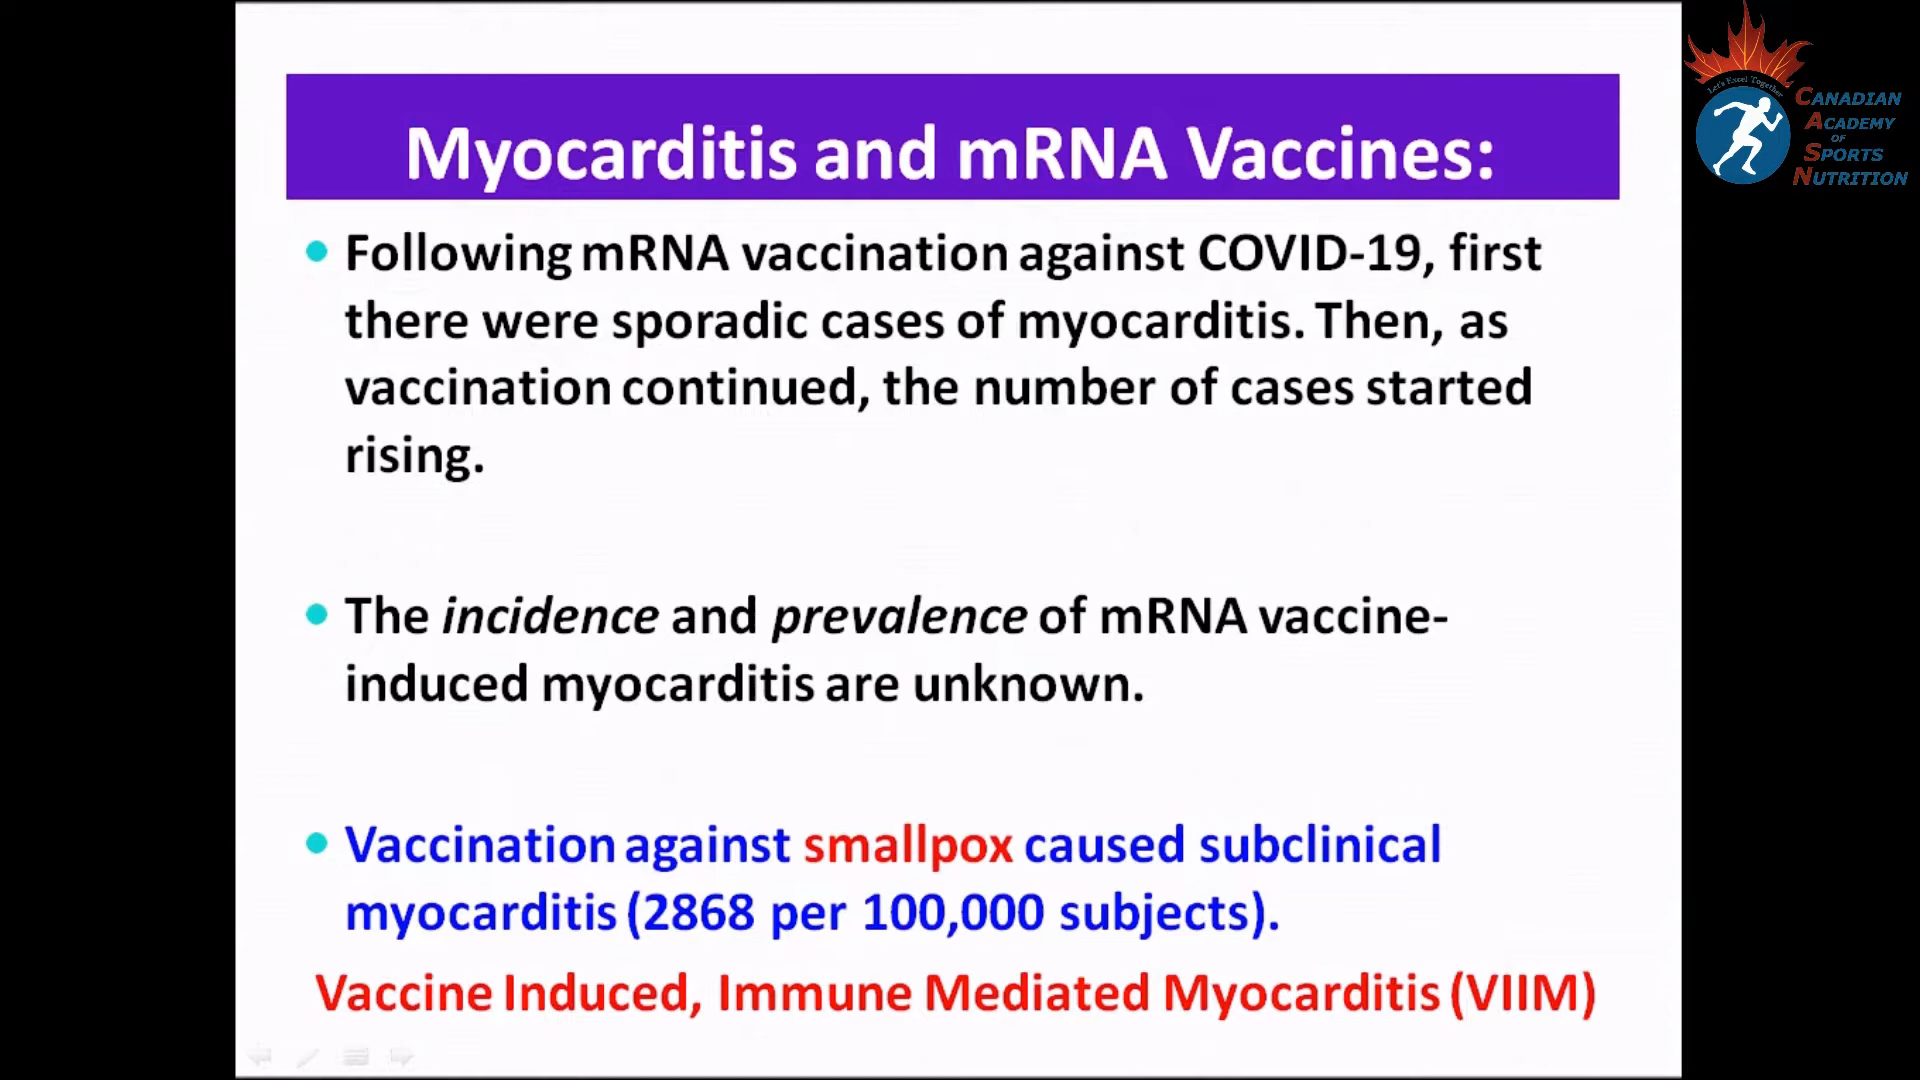 Myocarditis and mRNA Vaccines:
Following mRNA vaccination against COVID-19, first
there were sporadic cases of myocarditis. Then, as
vaccination continued, the number of cases started
rising.
The incidence and prevalence of mRNA vaccine-
induced myocarditis are unknown.
Vaccination against smallpox caused subclinical
myocarditis (2868 per 100,000 subjects).
Vaccine Induced, Immune Mediated Myocarditis (VIIM)
Let's Excel Together
CANADIAN
ACADEMY
OF
SPORTS
NUTRITION